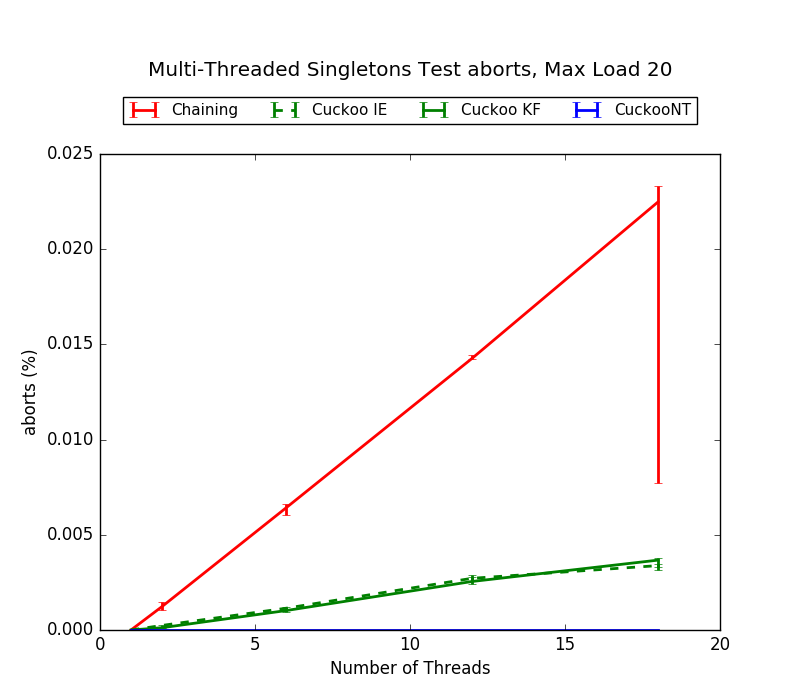 Multi-Threaded Singletons Test aborts, Max Load 20
Chaining Cuckoo IE Cuckoo KF CuckooNT
0.025
0.020
0.015
0.010
0.005
0.000
aborts (%)
0 5 10 15 20
Number of Threads